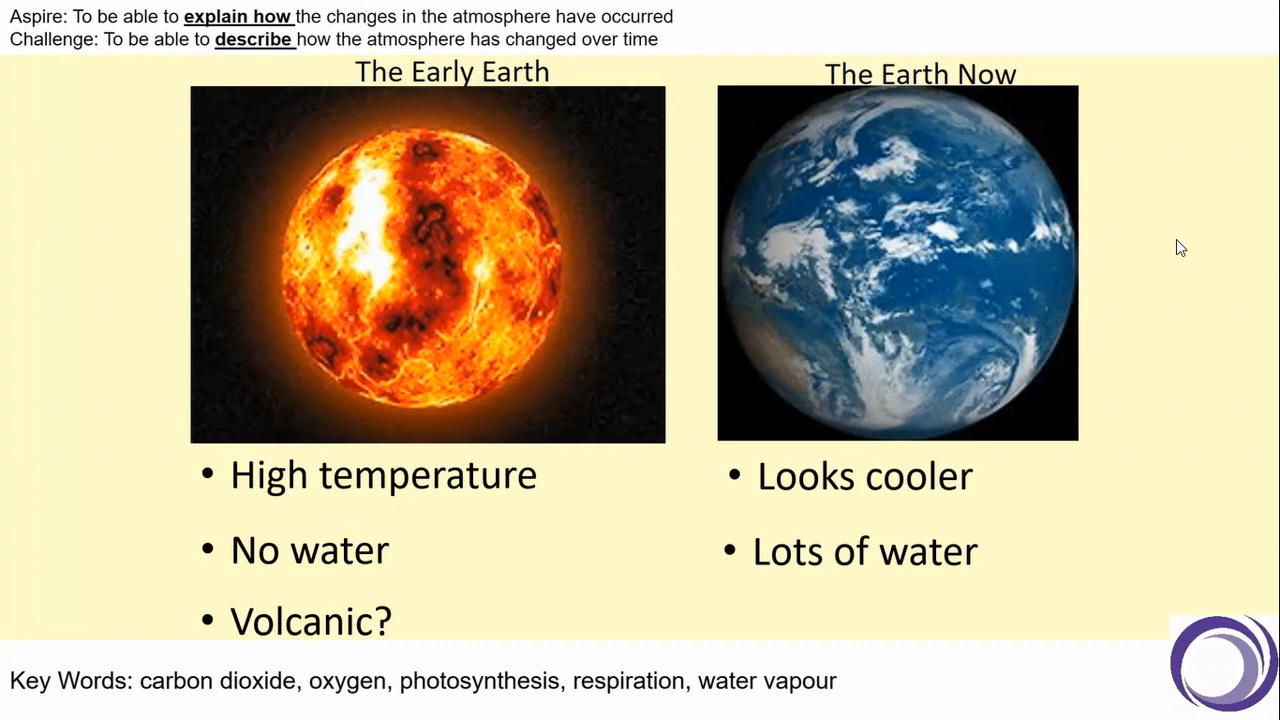 Aspire: To be able to explain how the changes in the atmosphere have occurred
Challenge: To be able to describe how the atmosphere has changed over time
The Early Earth
The Earth Now
• High temperature
• No water
• Volcanic?
• Looks cooler
• Lots of water
Key Words: carbon dioxide, oxygen, photosynthesis, respiration, water vapour